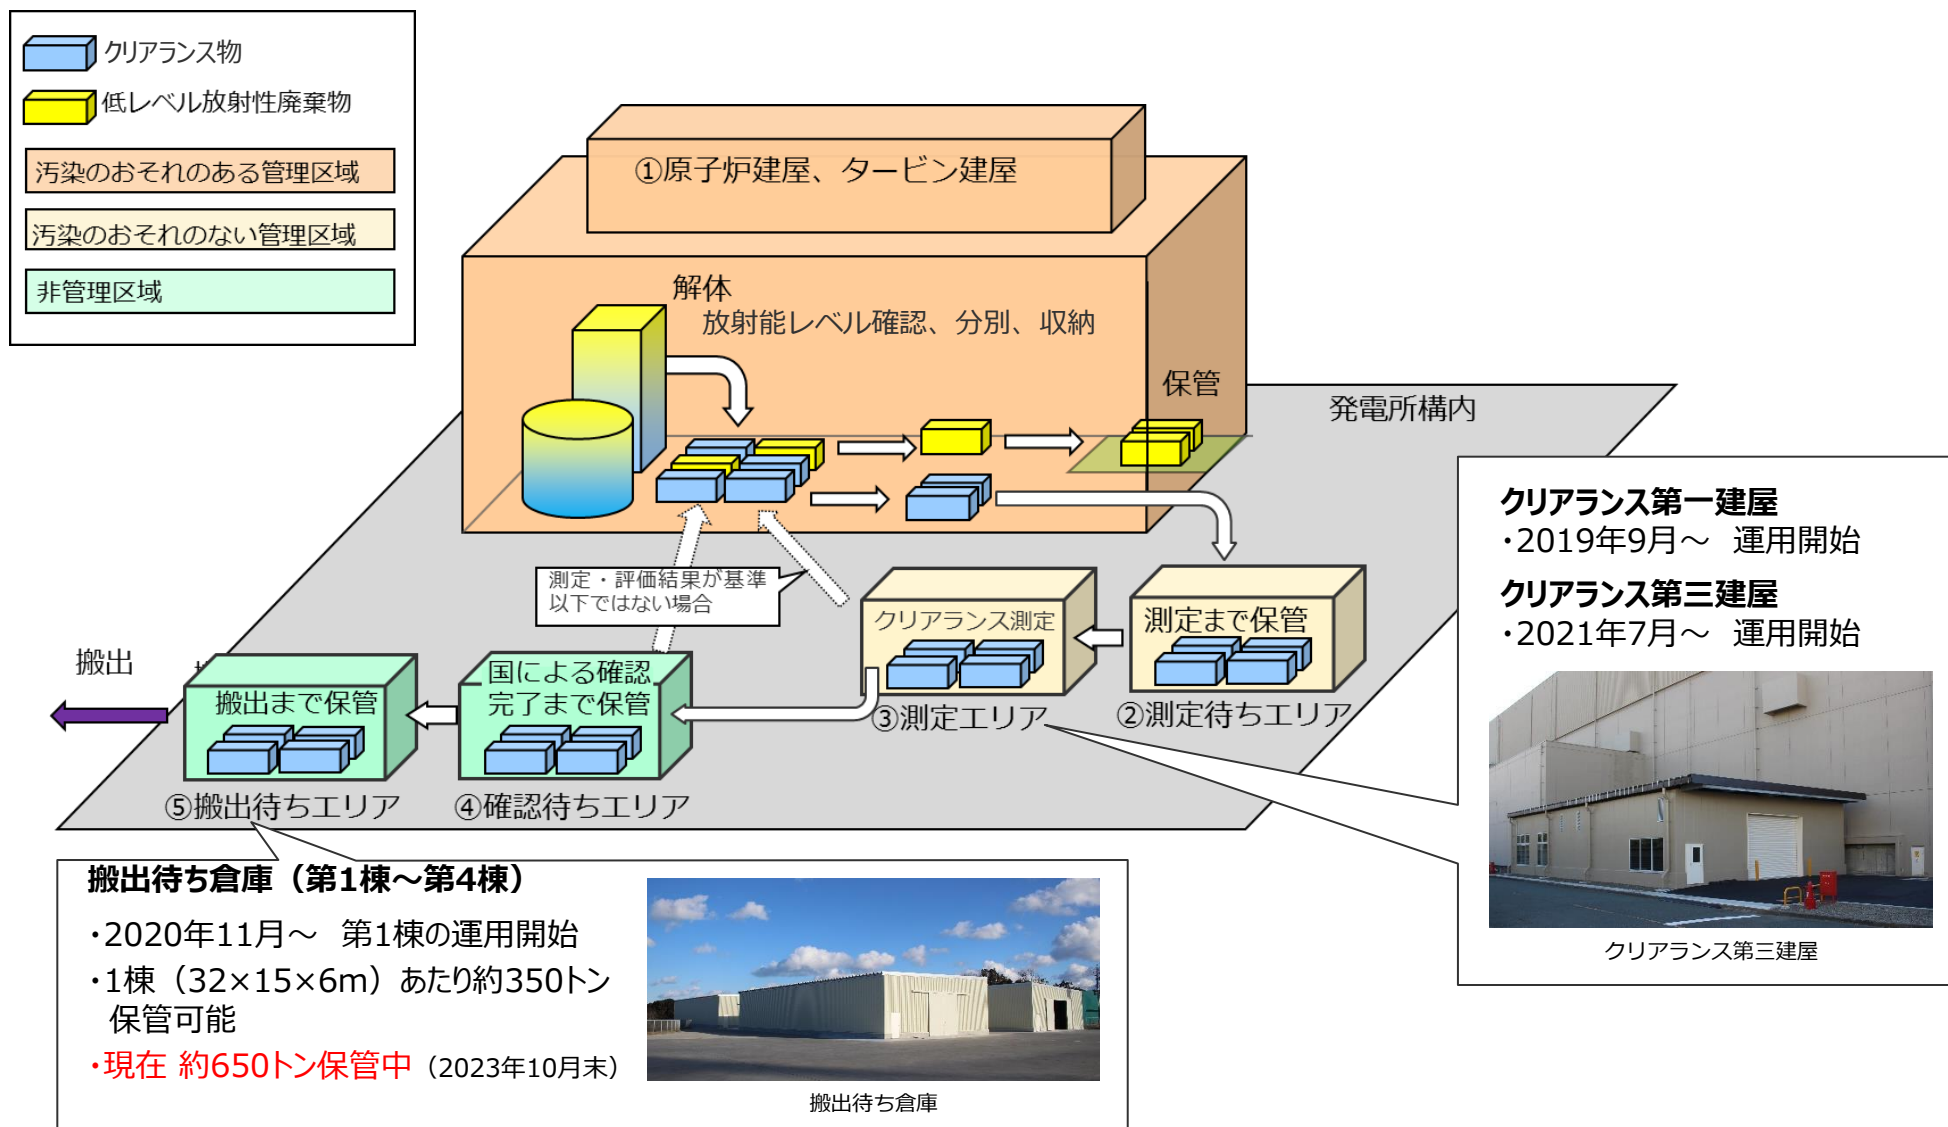 クリアランス物
低レベル放射性廃棄物
汚染のおそれのある管理区域
汚染のおそれのない管理区域
非管理区域
①原子炉建屋、タービン建屋
解体
放射能レベル確認、分別、収納
保管
発電所構内
測定・評価結果が基準
以下ではない場合
クリアランス測定
測定まで保管
③測定エリア
②測定待ちエリア
国による確認
完了まで保管
搬出まで保管
搬出
⑤搬出待ちエリア
④確認待ちエリア
クリアランス第一建屋
・2019年9月～ 運用開始
クリアランス第三建屋
・2021年7月～ 運用開始
クリアランス第三建屋
搬出待ち倉庫（第1棟～第4棟）
・2020年11月～ 第1棟の運用開始
・1棟（32×15×6m）あたり約350トン
保管可能
・現在 約650トン保管中（2023年10月末）
搬出待ち倉庫